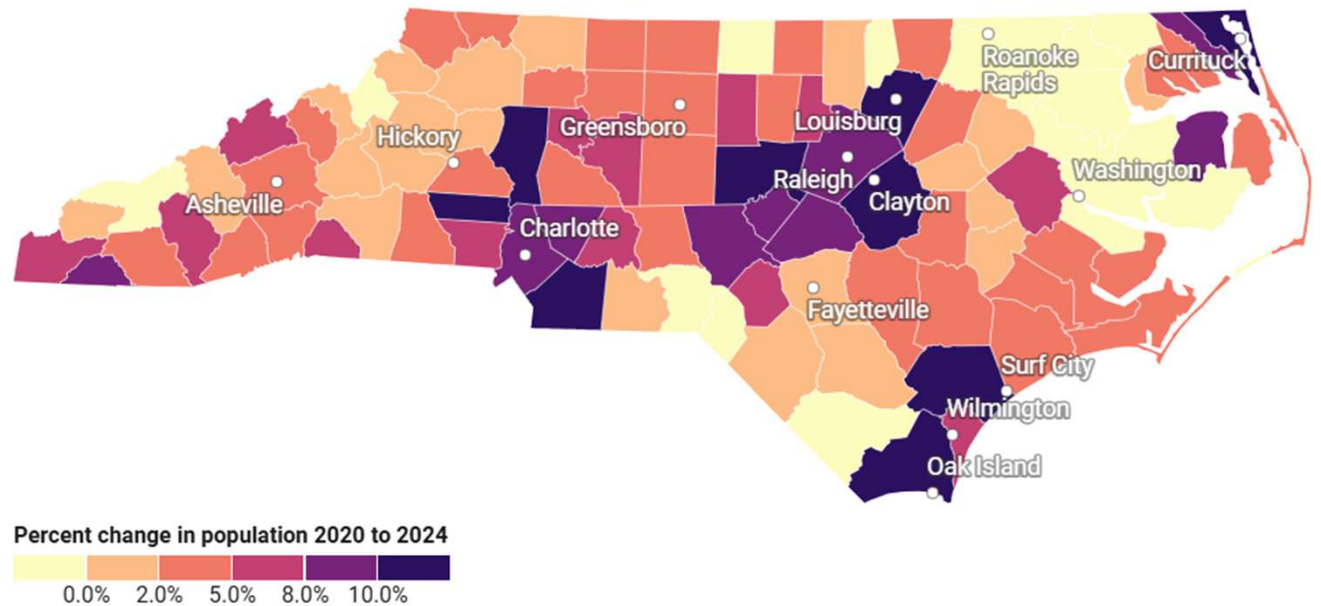 Roanoke
Rapids
Currituck
Louisburg
Greensboro
Hickory
Raleigh
Washington
Asheville
Clayton
Charlotte
Fayetteville
Surf City
Wilmington
Oak Island
Percent change in population 2020 to 2024
0.0% 2.0% 5.0% 8.0% 10.0%